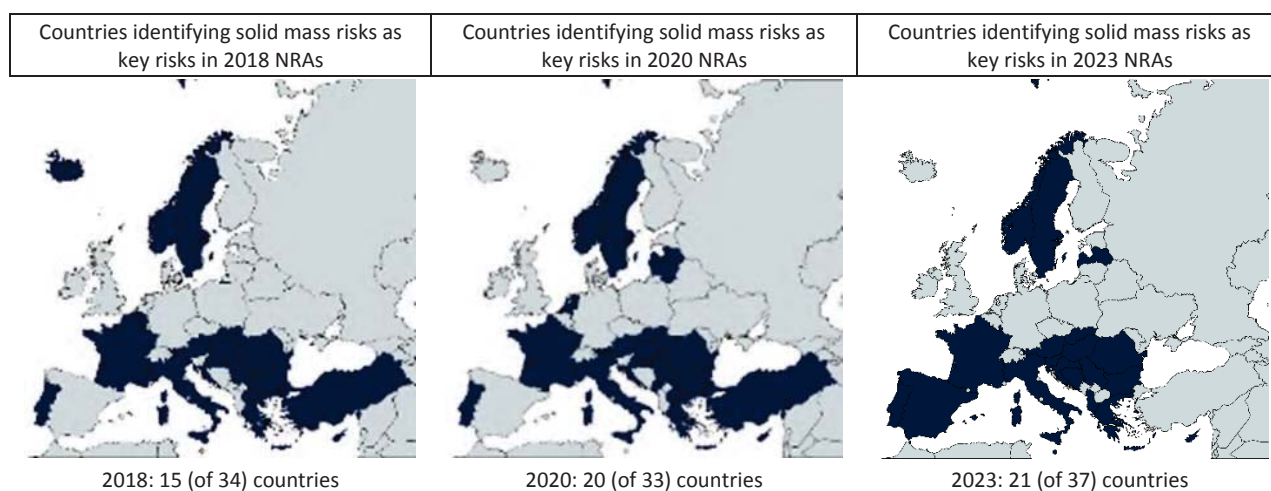 Countries identifying solid mass risks as
key risks in 2018 NRAs
Countries identifying solid mass risks as
key risks in 2020 NRAs
Countries identifying solid mass risks as
key risks in 2023 NRAs
2018: 15 (of 34) countries
2020: 20 (of 33) countries
2023: 21 (of 37) countries